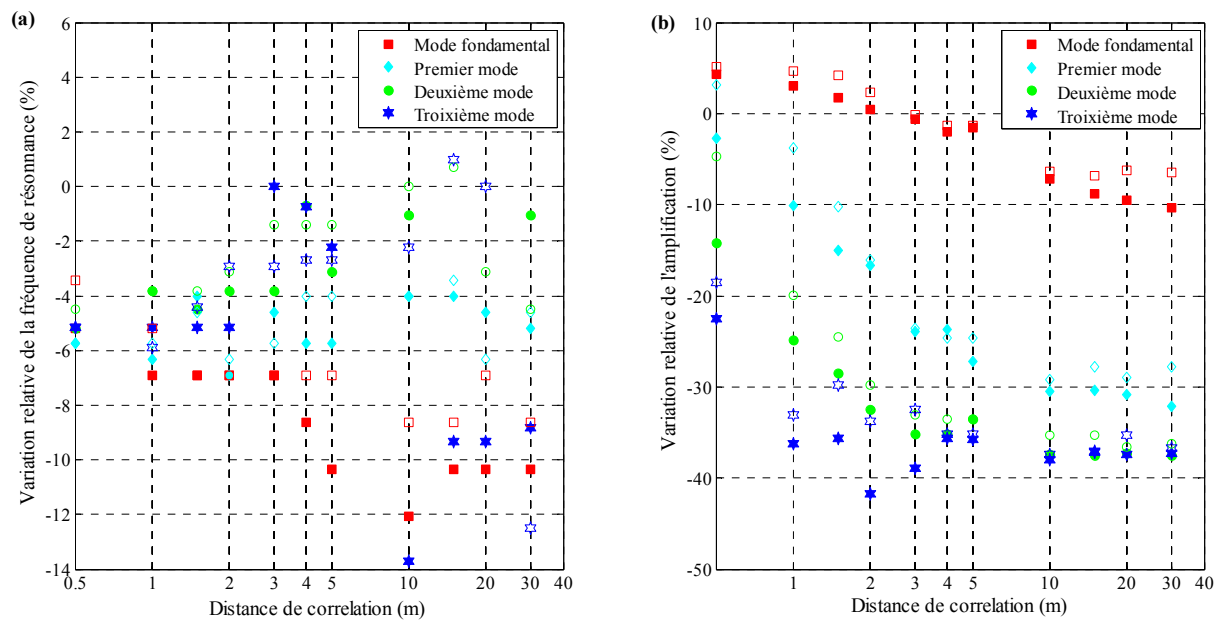 (a)
Variation relative de la fréquence de résonnance (%)
6
4
2
0
-2
-4
-6
-8
-10
-12
-14
0.5
1
2
3
4
5
10
20
30
40
Distance de correlation (m)
Mode fondamental
Premier mode
Deuxième mode
Troixième mode
(b)
Variation relative de l'amplification (%)
10
0
-10
-20
-30
-40
-50
1
2
3
4
5
10
20
30
40
Distance de correlation (m)
Mode fondamental
Premier mode
Deuxième mode
Troixième mode